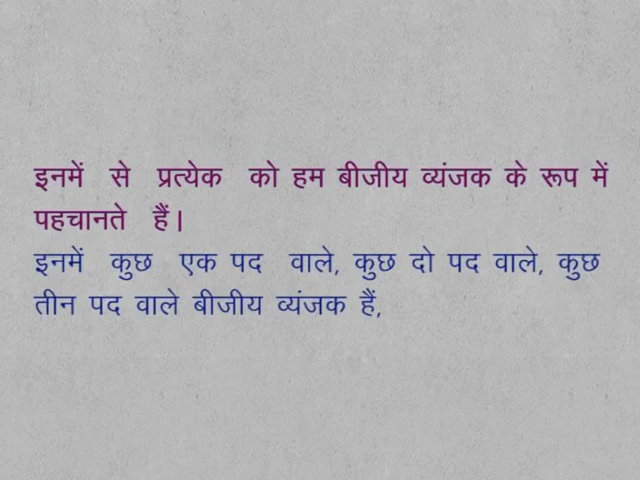 इनमें से प्रत्येक को हम बीजीय व्यंजक के रूप में
पहचानते हैं।
इनमें कुछ एक पद वाले, कुछ दो पद वाले, कुछ
तीन पद वाले बीजीय व्यंजक हैं,